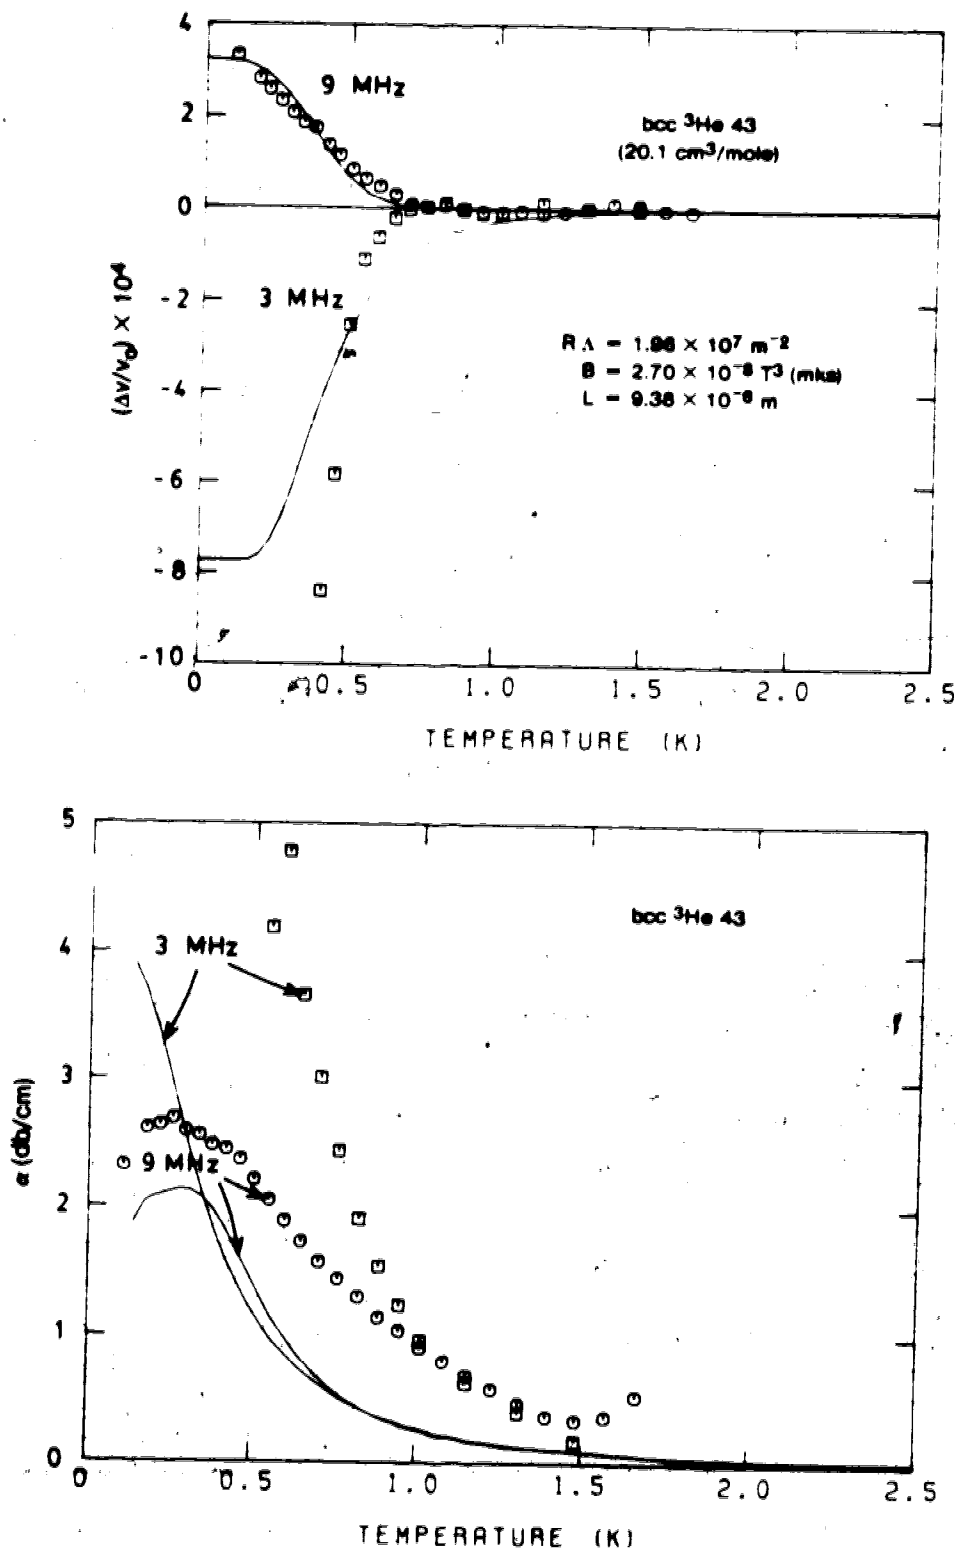 4
9 MHz
bcc ³He 43
(20.1 cm³/mole)
2
0
3 MHz
-2
(Δv/v₀) × 10⁴
RΛ = 1.98 × 10⁷ m⁻²
B = 2.70 × 10⁻⁸ T³ (mks)
L = 9.38 × 10⁻⁶ m
-4
-6
-8
-10
0 0.5 1.0 1.5 2.0 2.5
TEMPERATURE (K)
5
bcc ³He 43
4
3 MHz
3
α (db/cm)
9 MHz
2
1
0
0 0.5 1.0 1.5 2.0 2.5
TEMPERATURE (K)